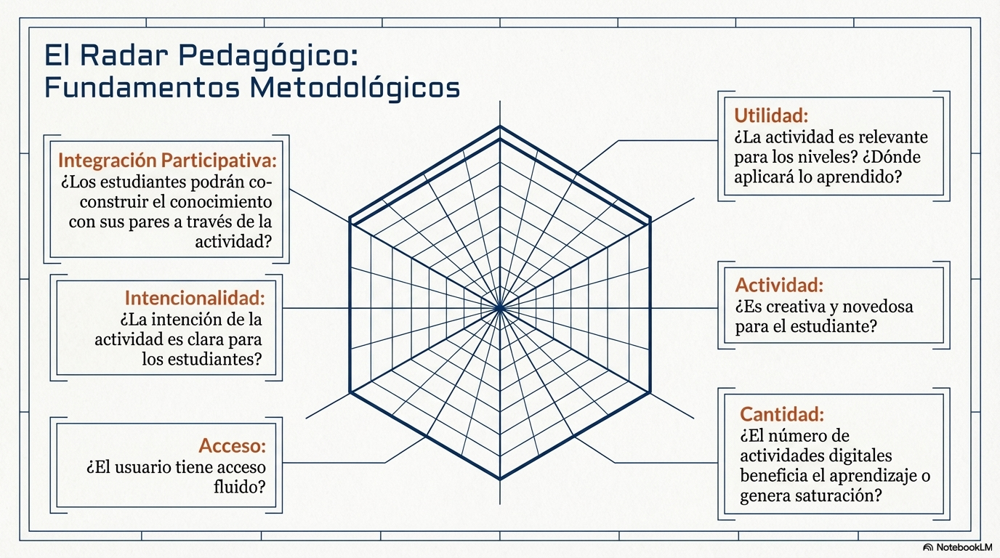 El Radar Pedagógico:
Fundamentos Metodológicos
Integración Participativa:
¿Los estudiantes podrán co-
construir el conocimiento
con sus pares a través de la
actividad?
Intencionalidad:
¿La intención de la
actividad es clara para
los estudiantes?
Acceso:
¿El usuario tiene acceso
fluido?
Utilidad:
¿La actividad es relevante
para los niveles? ¿Dónde
aplicará lo aprendido?
Actividad:
¿Es creativa y novedosa
para el estudiante?
Cantidad:
¿El número de
actividades digitales
beneficia el aprendizaje o
genera saturación?
NotebookLM